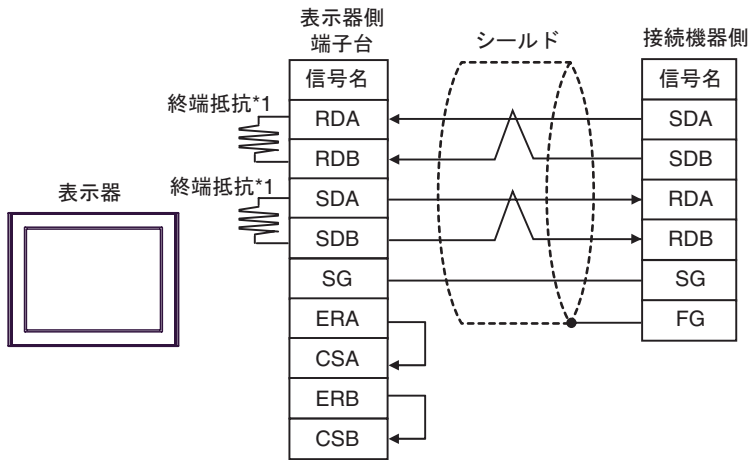 表示器側
端子台
シールド
接続機器側
信号名
信号名
終端抵抗*1
RDA
SDA
RDB
SDB
終端抵抗*1
SDA
RDA
表示器
SDB
RDB
SG
SG
ERA
FG
CSA
ERB
CSB